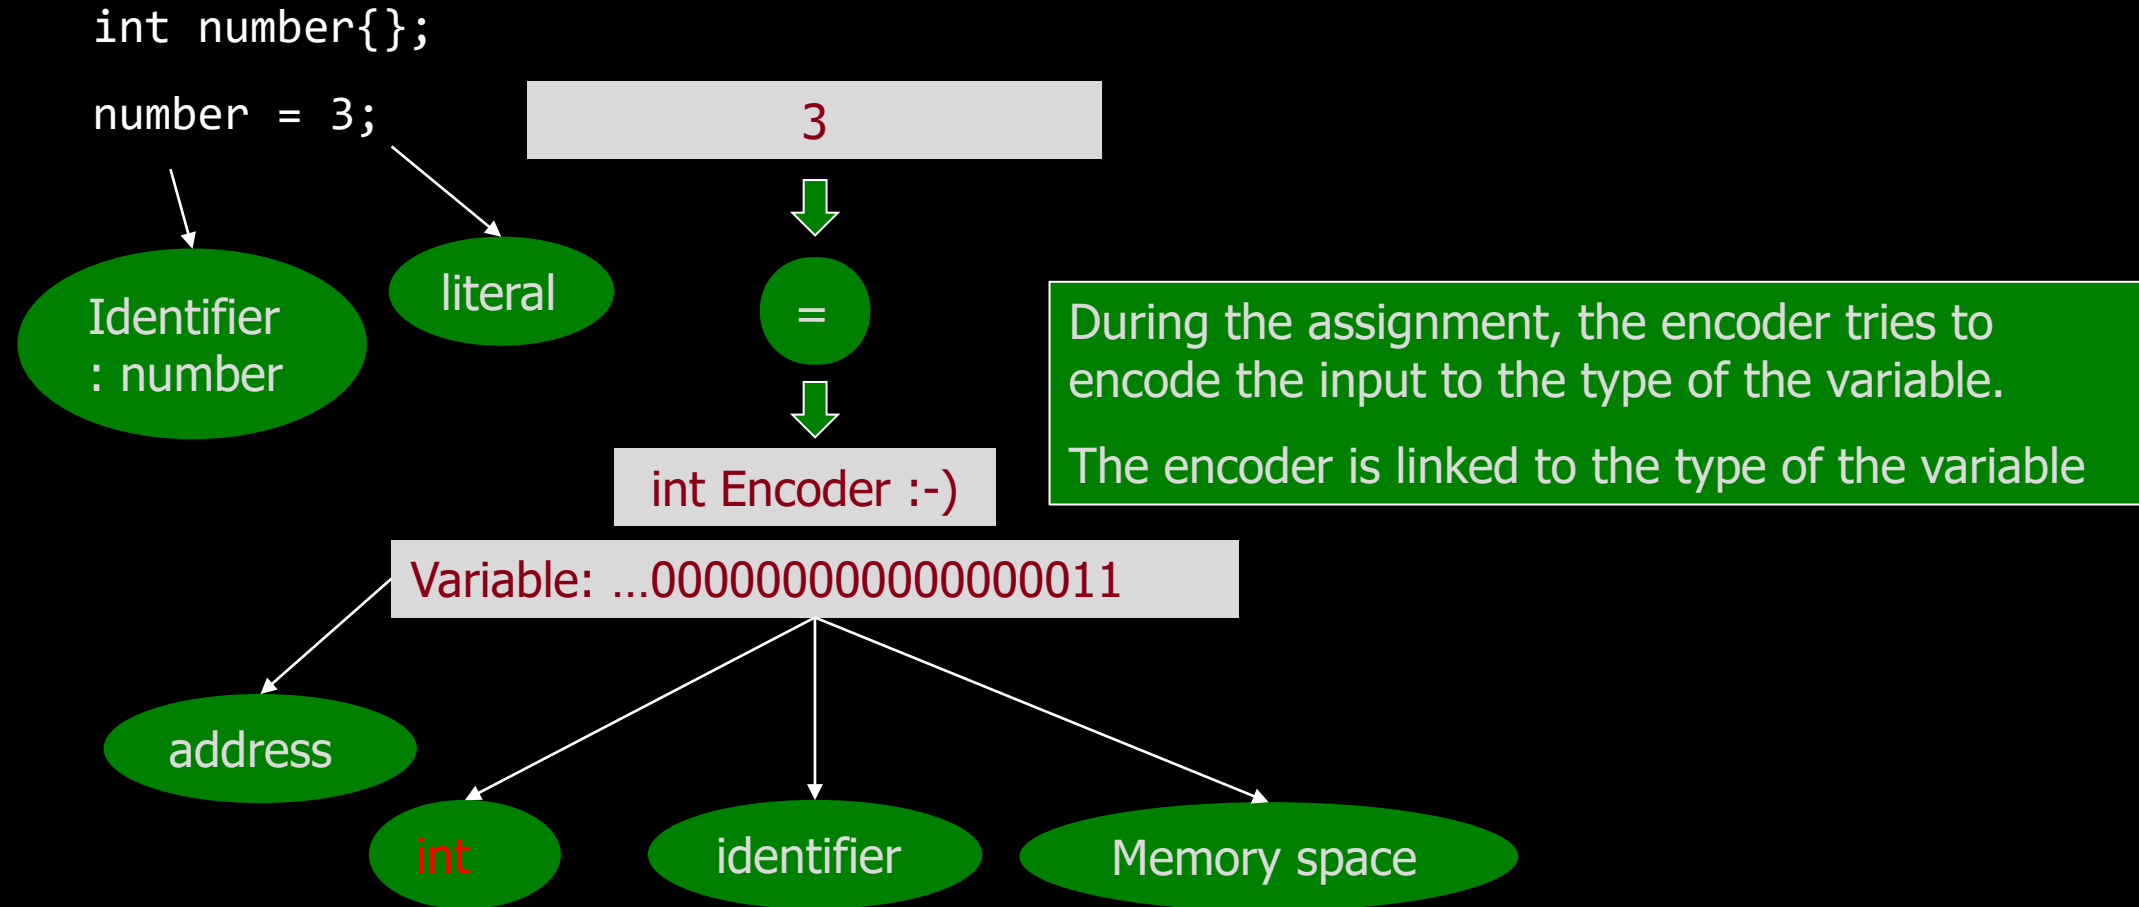 int number{};
number = 3;
3
Identifier
: number
literal
=
During the assignment, the encoder tries to
encode the input to the type of the variable.
The encoder is linked to the type of the variable
int Encoder :-)
Variable: …000000000000000011
address
int
identifier
Memory space